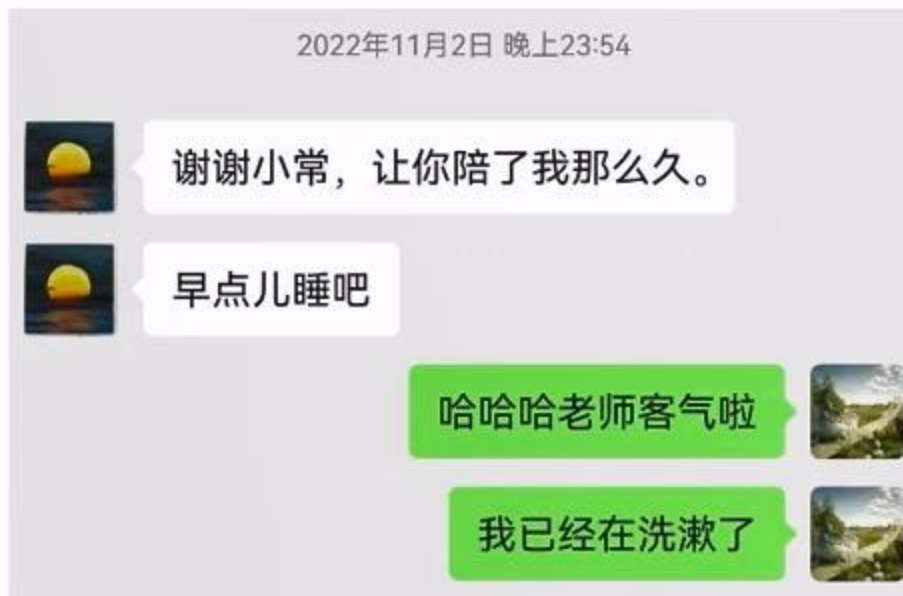 2022年11月2日 晚上23:54
谢谢小常，让你陪了我那么久。
早点儿睡吧
哈哈哈老师客气啦
我已经在洗漱了